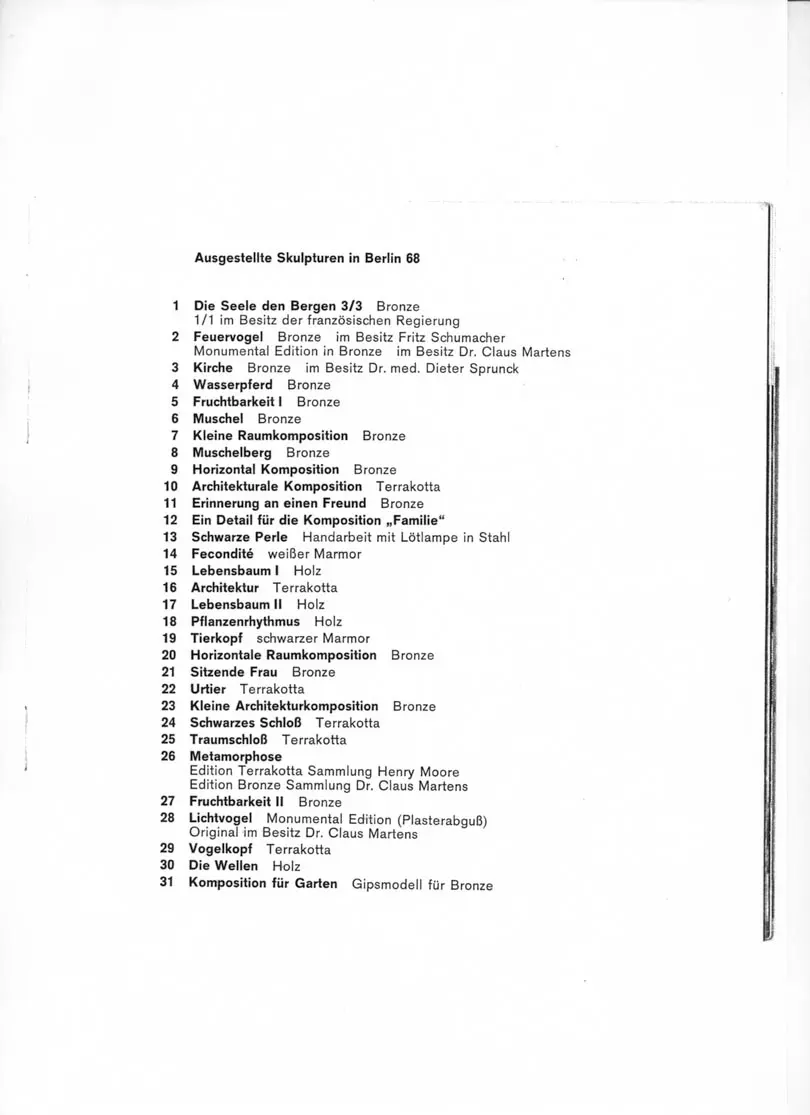 Ausgestellte Skulpturen in Berlin 68
1 Die Seele den Bergen 3/3 Bronze
1/1 im Besitz der französischen Regierung
2 Feuervogel Bronze im Besitz Fritz Schumacher
Monumental Edition in Bronze im Besitz Dr. Claus Martens
3 Kirche Bronze im Besitz Dr. med. Dieter Sprunck
4 Wasserpferd Bronze
5 Fruchtbarkeit I Bronze
6 Muschel Bronze
7 Kleine Raumkomposition Bronze
8 Muschelberg Bronze
9 Horizontal Komposition Bronze
10 Architekturale Komposition Terrakotta
11 Erinnerung an einen Freund Bronze
12 Ein Detail für die Komposition „Familie“
13 Schwarze Perle Handarbeit mit Lötlampe in Stahl
14 Fecondité weißer Marmor
15 Lebensbaum I Holz
16 Architektur Terrakotta
17 Lebensbaum II Holz
18 Pflanzenrhythmus Holz
19 Tierkopf schwarzer Marmor
20 Horizontale Raumkomposition Bronze
21 Sitzende Frau Bronze
22 Urtier Terrakotta
23 Kleine Architekturkomposition Bronze
24 Schwarzes Schloß Terrakotta
25 Traumschloß Terrakotta
26 Metamorphose
Edition Terrakotta Sammlung Henry Moore
Edition Bronze Sammlung Dr. Claus Martens
27 Fruchtbarkeit II Bronze
28 Lichtvogel Monumental Edition (Plasterabguß)
Original im Besitz Dr. Claus Martens
29 Vogelkopf Terrakotta
30 Die Wellen Holz
31 Komposition für Garten Gipsmodell für Bronze